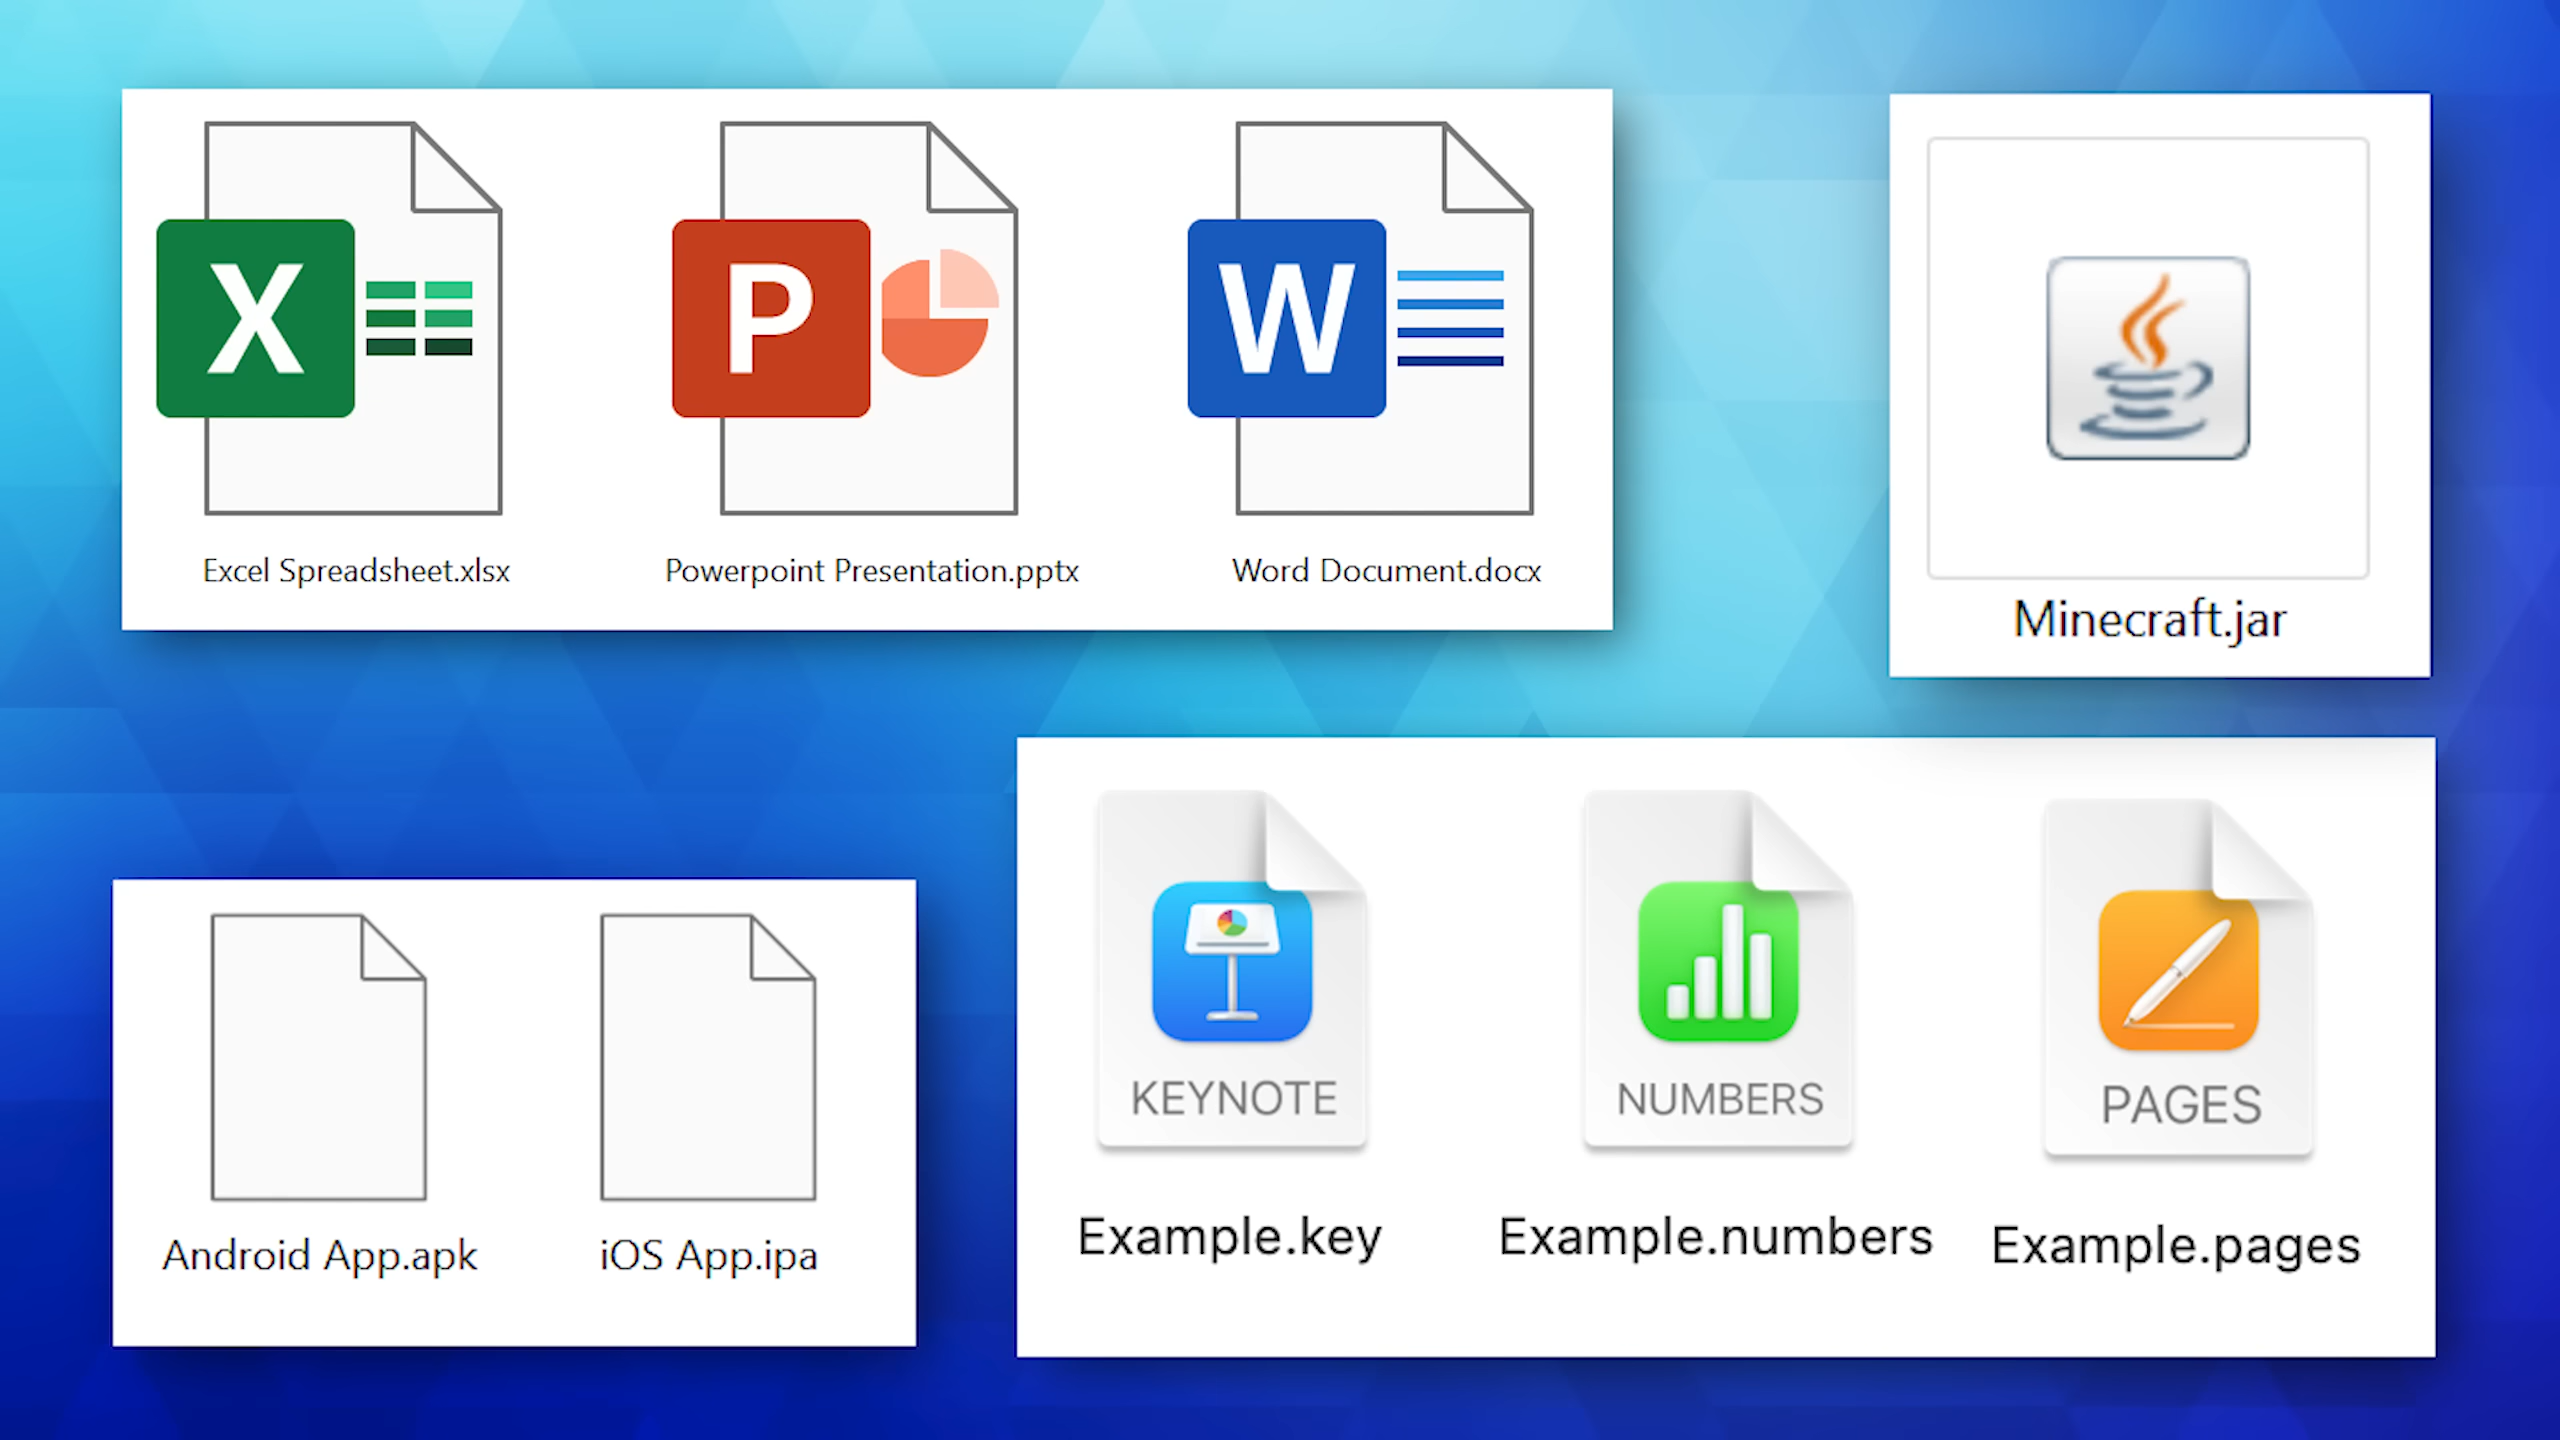 X
P
W
Excel Spreadsheet.xlsx
Powerpoint Presentation.pptx
Word Document.docx
Minecraft.jar
Android App.apk
iOS App.ipa
KEYNOTE
NUMBERS
PAGES
Example.key
Example.numbers
Example.pages